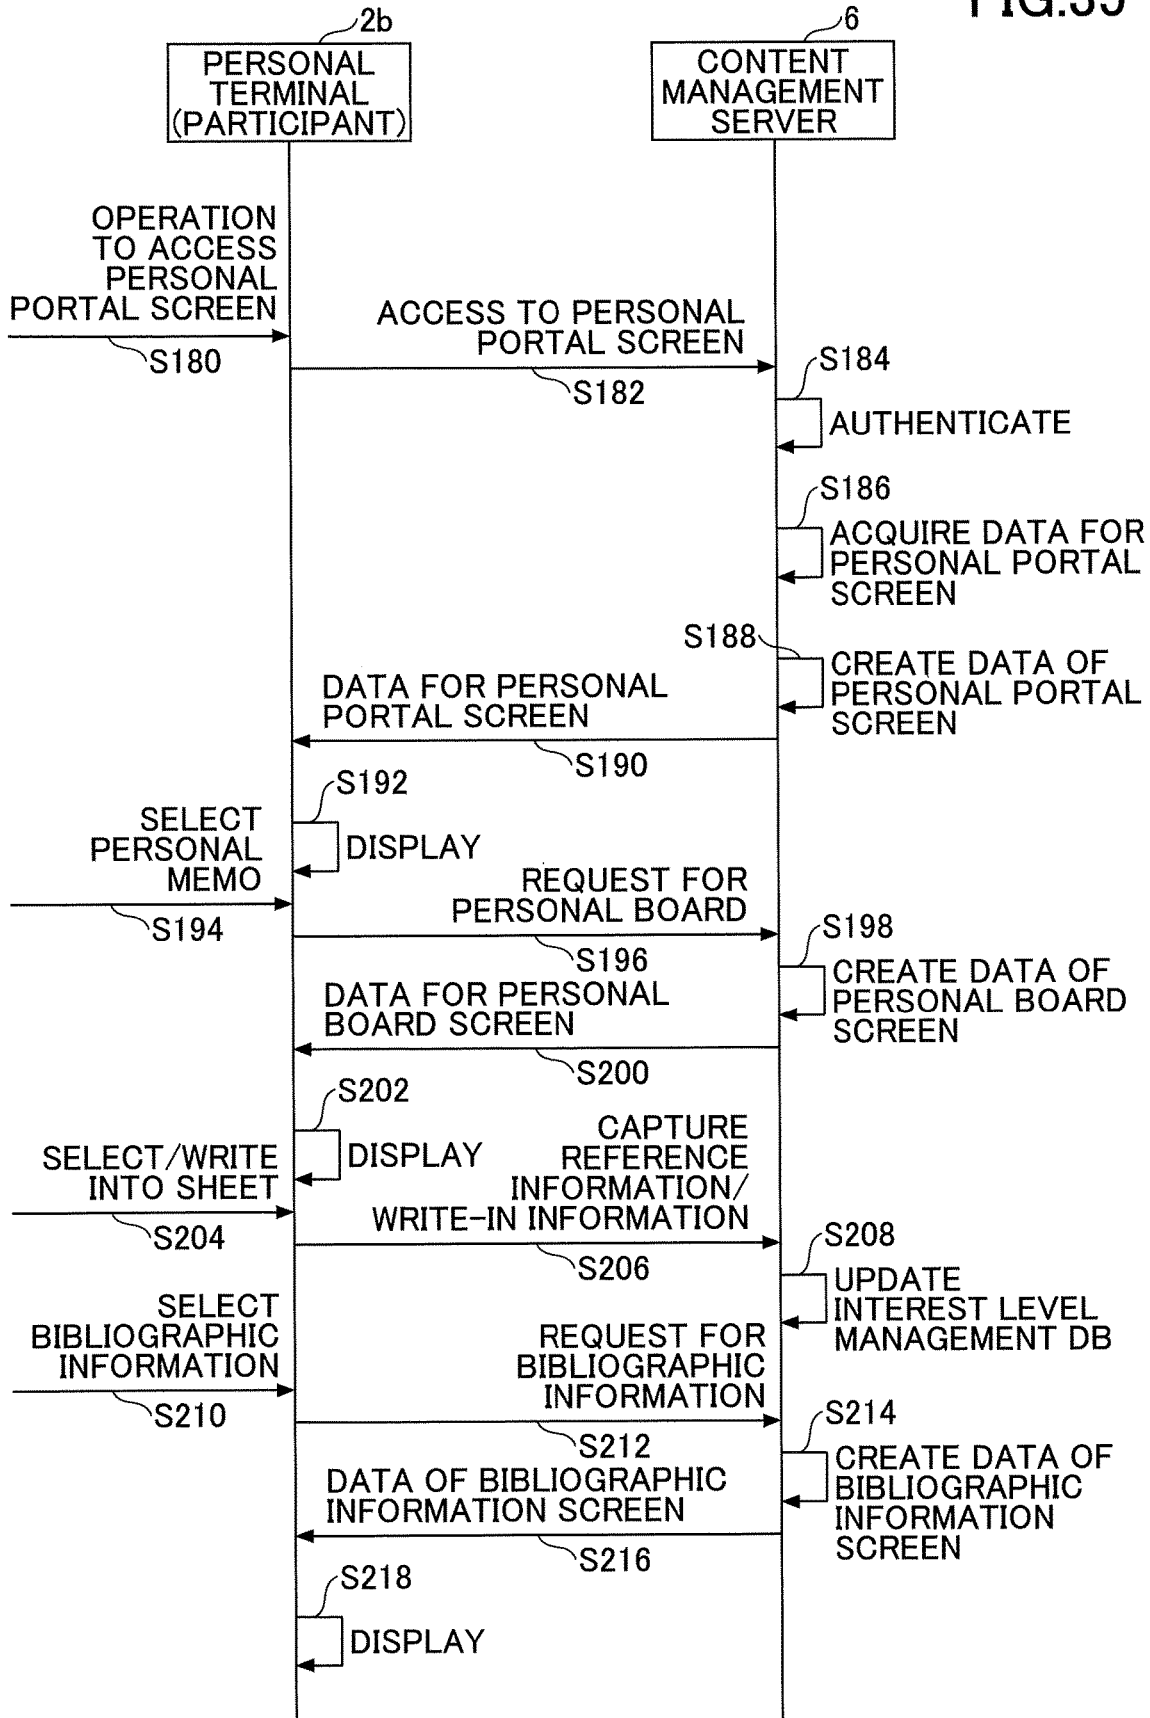 FIG.39
2b
6
PERSONAL
TERMINAL
(PARTICIPANT)
CONTENT
MANAGEMENT
SERVER
OPERATION
TO ACCESS
PERSONAL
PORTAL SCREEN
S180
ACCESS TO PERSONAL
PORTAL SCREEN
S182
S184
AUTHENTICATE
S186
ACQUIRE DATA FOR
PERSONAL PORTAL
SCREEN
S188
CREATE DATA OF
PERSONAL PORTAL
SCREEN
DATA FOR PERSONAL
PORTAL SCREEN
S190
S192
DISPLAY
SELECT
PERSONAL
MEMO
S194
REQUEST FOR
PERSONAL BOARD
S196
S198
CREATE DATA OF
PERSONAL BOARD
SCREEN
DATA FOR PERSONAL
BOARD SCREEN
S200
S202
DISPLAY
SELECT/WRITE
INTO SHEET
S204
CAPTURE
REFERENCE
INFORMATION/
WRITE-IN INFORMATION
S206
S208
UPDATE
INTEREST LEVEL
MANAGEMENT DB
SELECT
BIBLIOGRAPHIC
INFORMATION
S210
REQUEST FOR
BIBLIOGRAPHIC
INFORMATION
S212
S214
CREATE DATA OF
BIBLIOGRAPHIC
INFORMATION
SCREEN
DATA OF BIBLIOGRAPHIC
INFORMATION SCREEN
S216
S218
DISPLAY